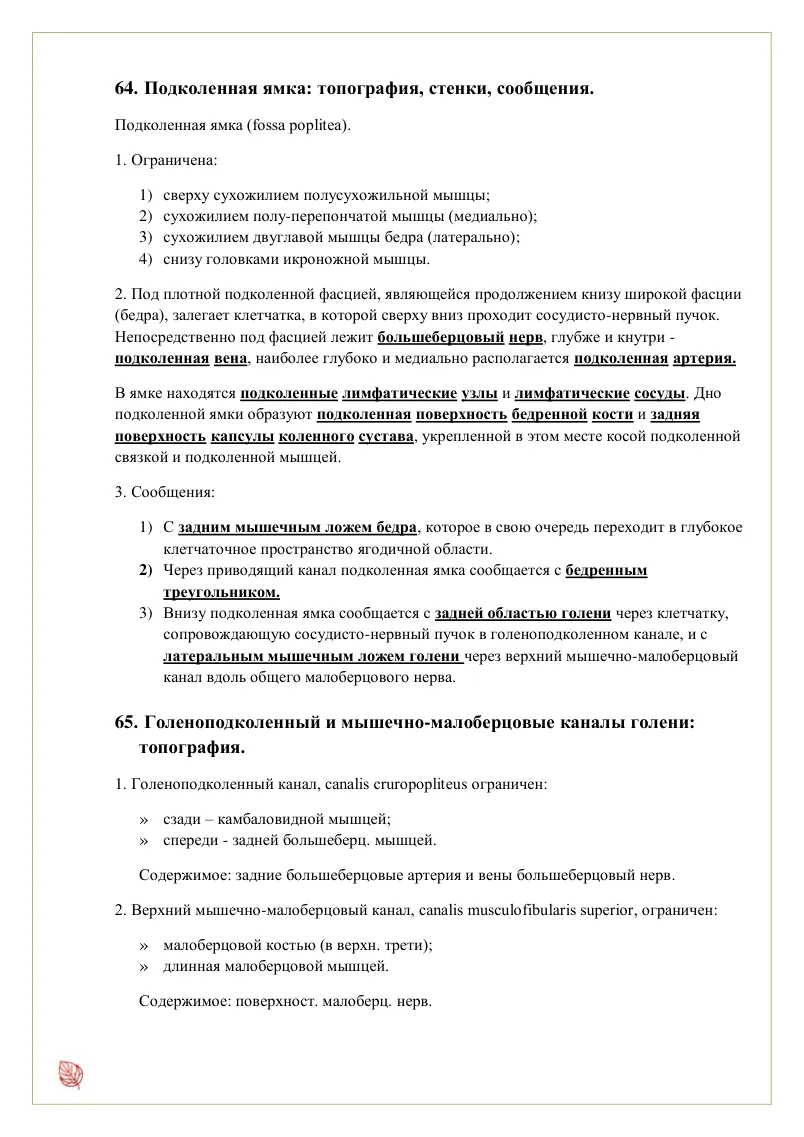 64. Подколенная ямка: топография, стенки, сообщения.
Подколенная ямка (fossa poplitea).
1. Ограничена:
1) сверху сухожилием полусухожильной мышцы;
2) сухожилием полу-перепончатой мышцы (медиально);
3) сухожилием двуглавой мышцы бедра (латерально);
4) снизу головками икроножной мышцы.
2. Под плотной подколенной фасцией, являющейся продолжением книзу широкой фасции
(бедра), залегает клетчатка, в которой сверху вниз проходит сосудисто-нервный пучок.
Непосредственно под фасцией лежит большеберцовый нерв, глубже и кнутри -
подколенная вена, наиболее глубоко и медиально располагается подколенная артерия.
В ямке находятся подколенные лимфатические узлы и лимфатические сосуды. Дно
подколенной ямки образуют подколенная поверхность бедренной кости и задняя
поверхность капсулы коленного сустава, укрепленной в этом месте косой подколенной
связкой и подколенной мышцей.
3. Сообщения:
1) С задним мышечным ложем бедра, которое в свою очередь переходит в глубокое
клетчаточное пространство ягодичной области.
2) Через приводящий канал подколенная ямка сообщается с бедренным
треугольником.
3) Внизу подколенная ямка сообщается с задней областью голени через клетчатку,
сопровождающую сосудисто-нервный пучок в голеноподколенном канале, и с
латеральным мышечным ложем голени через верхний мышечно-малоберцовый
канал вдоль общего малоберцового нерва.
65. Голеноподколенный и мышечно-малоберцовые каналы голени:
топография.
1. Голеноподколенный канал, canalis cruropopliteus ограничен:
» сзади – камбаловидной мышцей;
» спереди - задней большеберц. мышцей.
Содержимое: задние большеберцовые артерия и вены большеберцовый нерв.
2. Верхний мышечно-малоберцовый канал, canalis musculofibularis superior, ограничен:
» малоберцовой костью (в верхн. трети);
» длинная малоберцовой мышцей.
Содержимое: поверхност. малоберц. нерв.